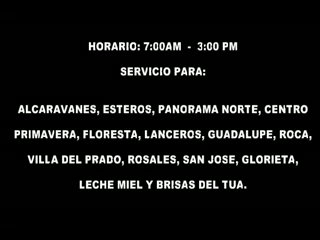 HORARIO: 7:00AM - 3:00 PM
SERVICIO PARA:
ALCARAVANES, ESTEROS, PANORAMA NORTE, CENTRO
PRIMAVERA, FLORESTA, LANCEROS, GUADALUPE, ROCA,
VILLA DEL PRADO, ROSALES, SAN JOSE, GLORIETA,
LECHE MIEL Y BRISAS DEL TUA.